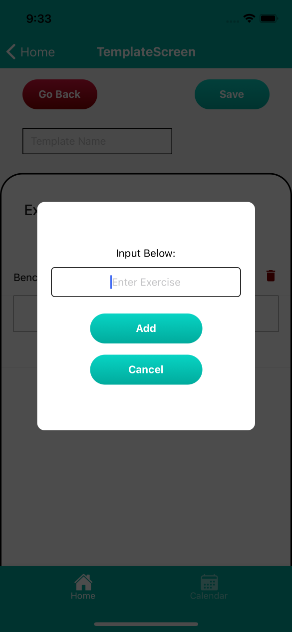 9:33
Home
TemplateScreen
Go Back
Save
Template Name
Ex
Input Below:
Benc
Enter Exercise
Add
Cancel
Home
Calendar